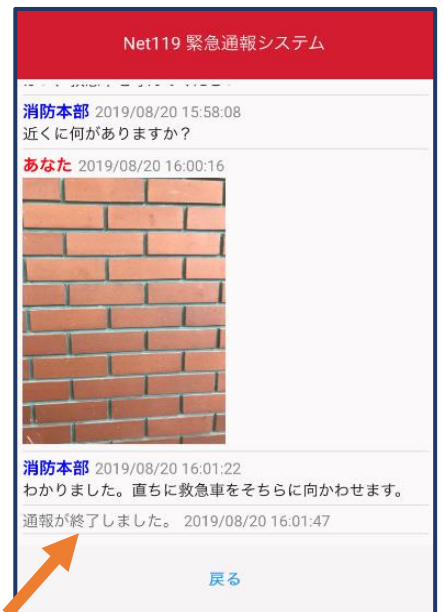 Net119 緊急通報システム
消防本部 2019/08/20 15:58:08
近くに何がありますか？
あなた 2019/08/20 16:00:16
消防本部 2019/08/20 16:01:22
わかりました。直ちに救急車をそちらに向かわせます。
通報が終了しました。 2019/08/20 16:01:47
戻る